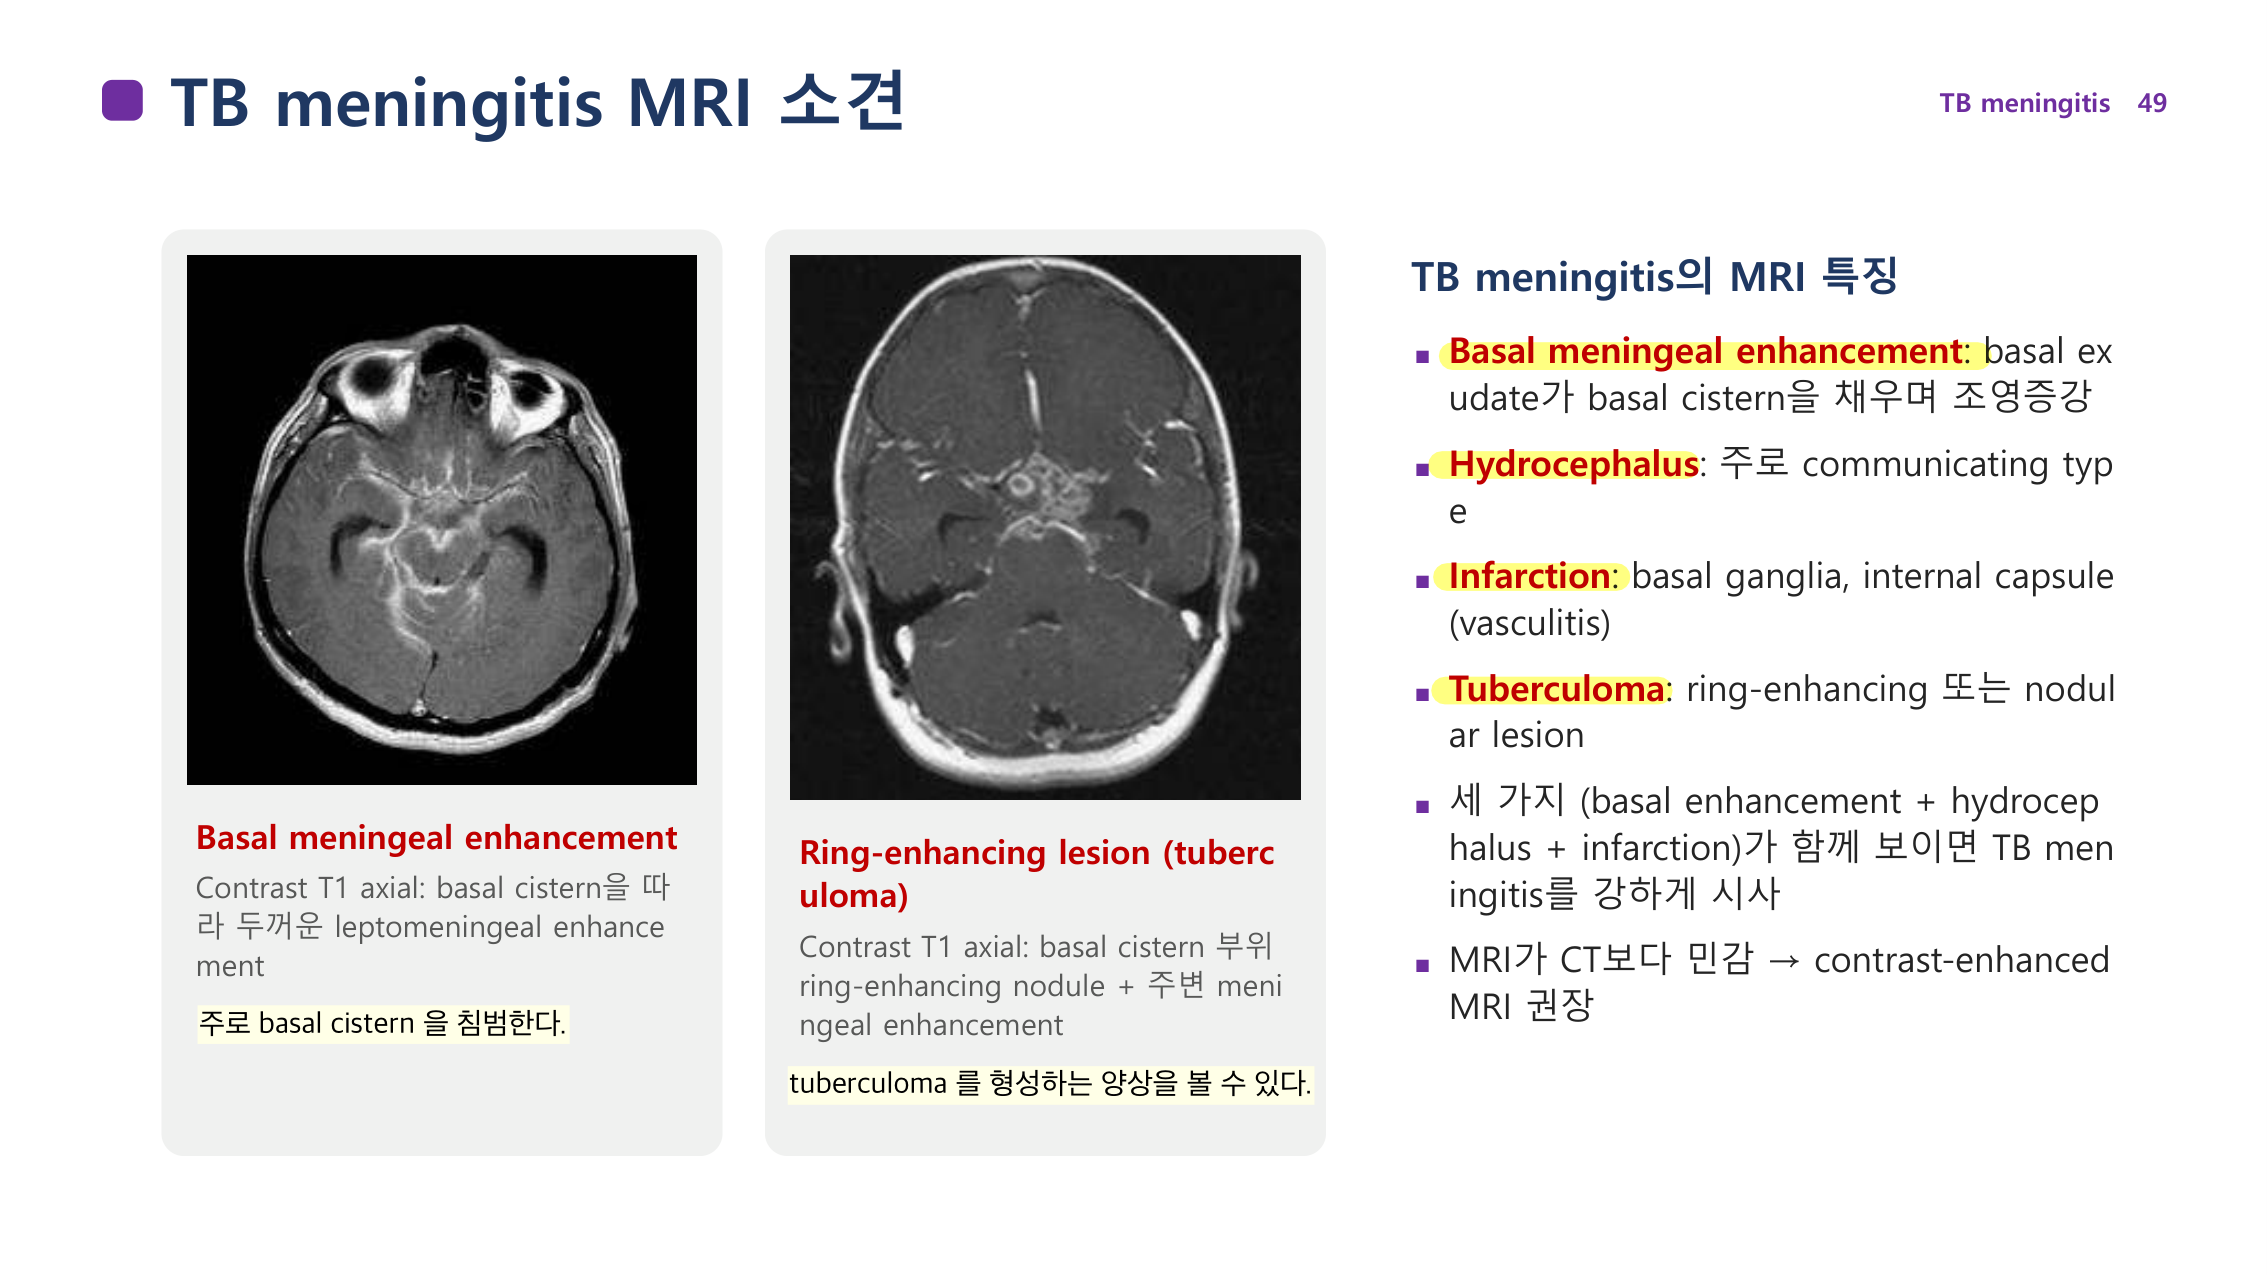 TB meningitis MRI 소견
TB meningitis 49
Basal meningeal enhancement
Contrast T1 axial: basal cistern을 따
라 두꺼운 leptomeningeal enhance
ment
주로 basal cistern 을 침범한다.
Ring-enhancing lesion (tuberc
uloma)
Contrast T1 axial: basal cistern 부위
ring-enhancing nodule + 주변 meni
ngeal enhancement
tuberculoma 를 형성하는 양상을 볼 수 있다.
TB meningitis의 MRI 특징
▪ Basal meningeal enhancement: basal ex
udate가 basal cistern을 채우며 조영증강
▪ Hydrocephalus: 주로 communicating typ
e
▪ Infarction: basal ganglia, internal capsule
(vasculitis)
▪ Tuberculoma: ring-enhancing 또는 nodul
ar lesion
▪ 세 가지 (basal enhancement + hydrocep
halus + infarction)가 함께 보이면 TB men
ingitis를 강하게 시사
▪ MRI가 CT보다 민감 → contrast-enhanced
MRI 권장